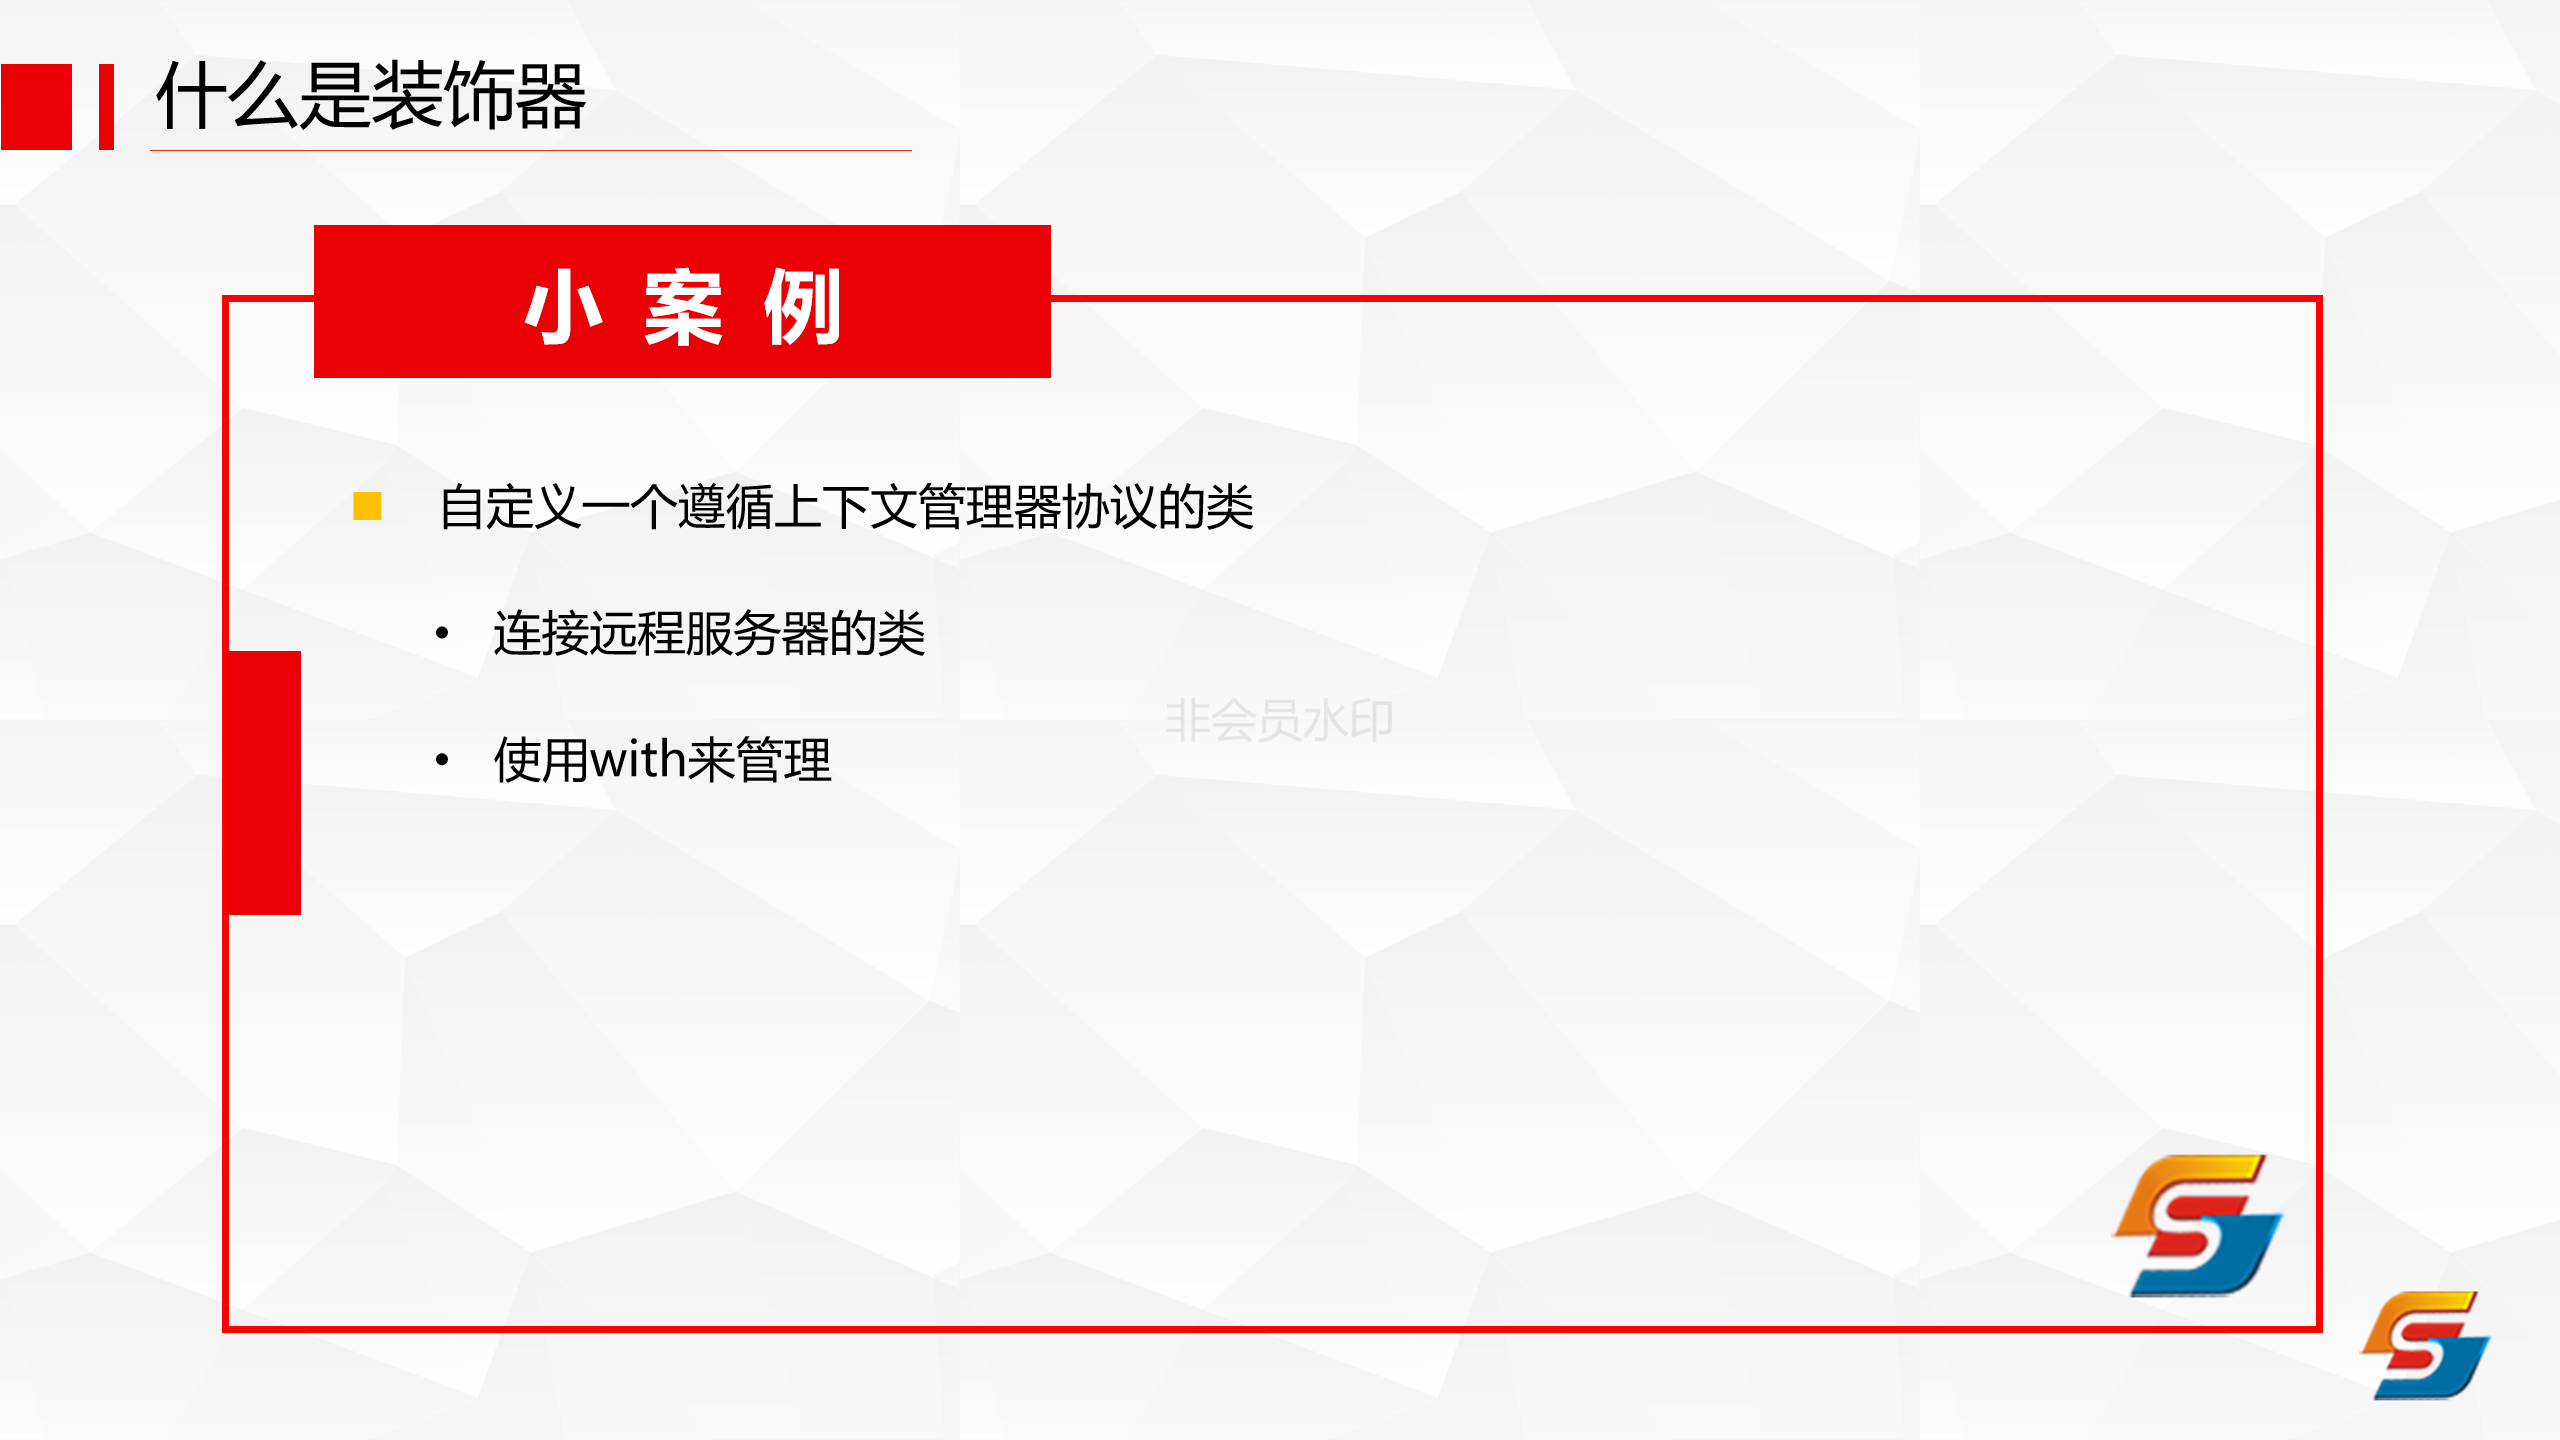 什么是装饰器
小 案 例
自定义一个遵循上下文管理器协议的类
• 连接远程服务器的类
• 使用with来管理
非会员水印